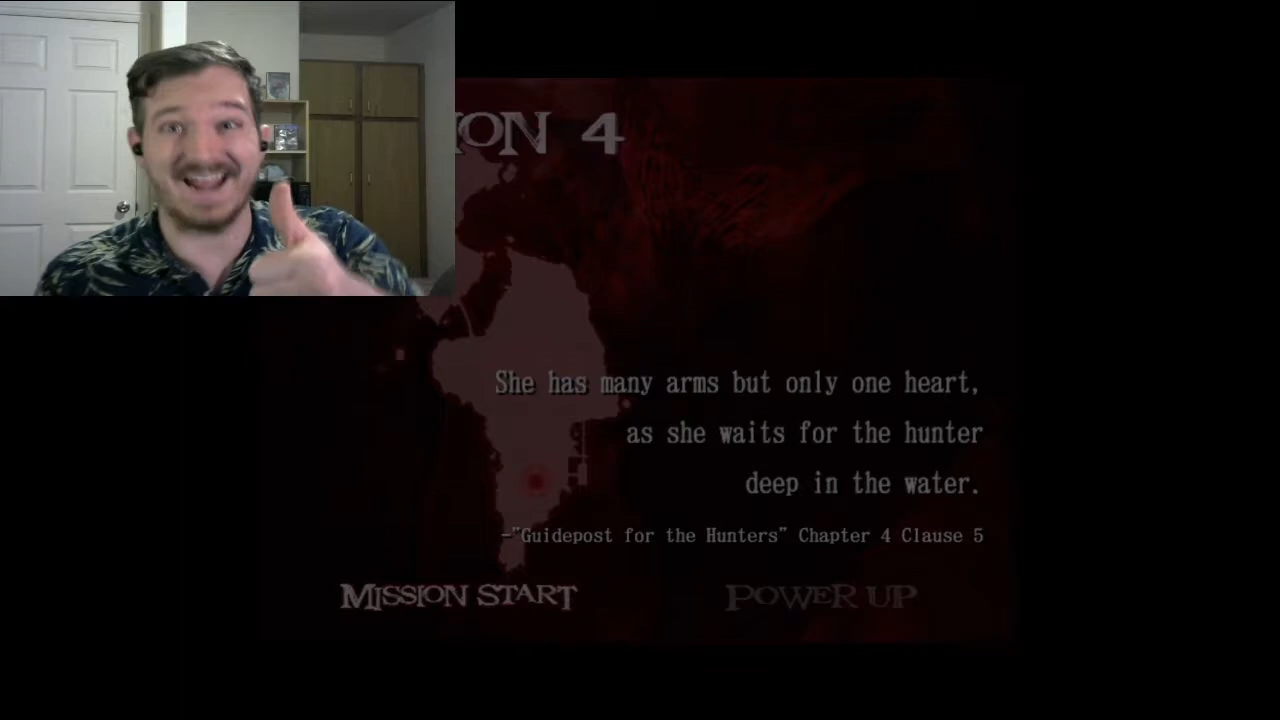 ION 4
She has many arms but only one heart,
as she waits for the hunter
deep in the water.
-"Guidepost for the Hunters" Chapter 4 Clause 5
MISSION START
POWER UP